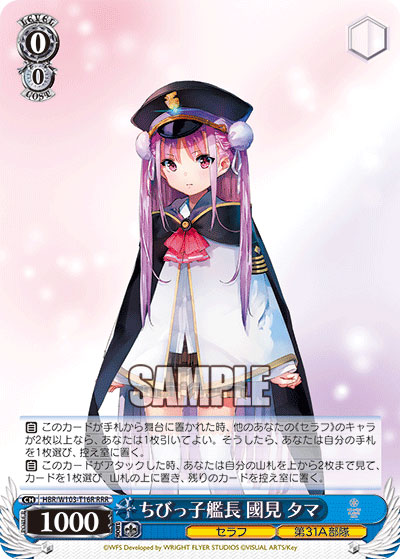 LEVEL
0
0
COST
SAMPLE
自 このカードが手札から舞台に置かれた時、他のあなたの《セラフ》のキャラ
が2枚以上なら、あなたは1枚引いてよい。そうしたら、あなたは自分の手札
を1枚選び、控え室に置く。
自 このカードがアタックした時、あなたは自分の山札を上から2枚まで見て、カ
ードを1枚選び、山札の上に置き、残りのカードを控え室に置く。
CH HBR/W103-T16R RRR
1000
ちびっ子艦長 國見 タマ
セラフ 第31A部隊
©WFS Developed by WRIGHT FLYER STUDIOS ©VISUAL ARTS/Key